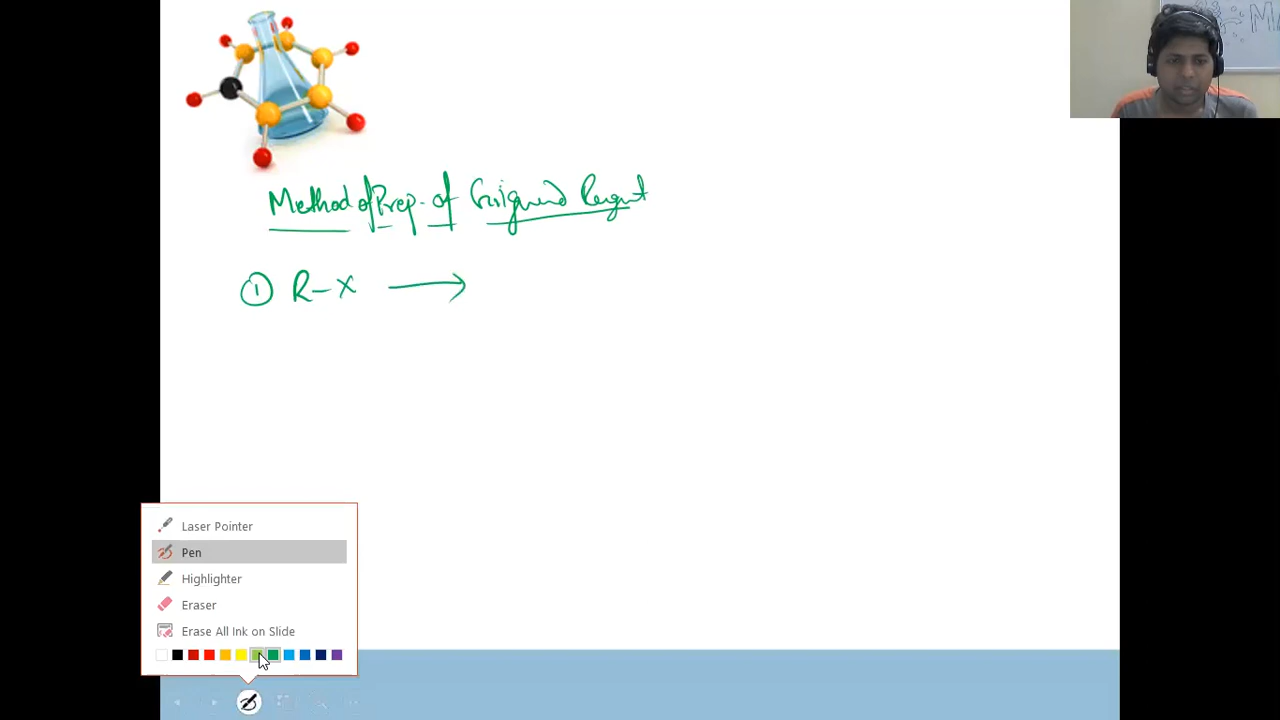 Method of Prep. of Grignard Reagent
① R-X ⟶
Laser Pointer
Pen
Highlighter
Eraser
Erase All Ink on Slide